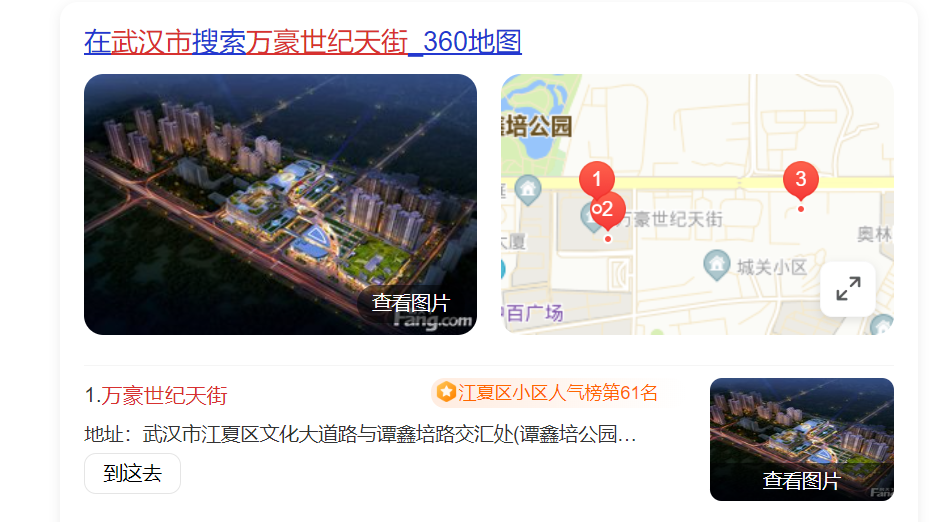 在武汉市搜索万豪世纪天街_360地图
鑫培公园
1
2
3
万豪世纪天街
大厦
奥林
城关小区
中百广场
查看图片
Fang.com
1.万豪世纪天街
江夏区小区人气榜第61名
地址：武汉市江夏区文化大道路与谭鑫培路交汇处(谭鑫培公园…
到这去
查看图片